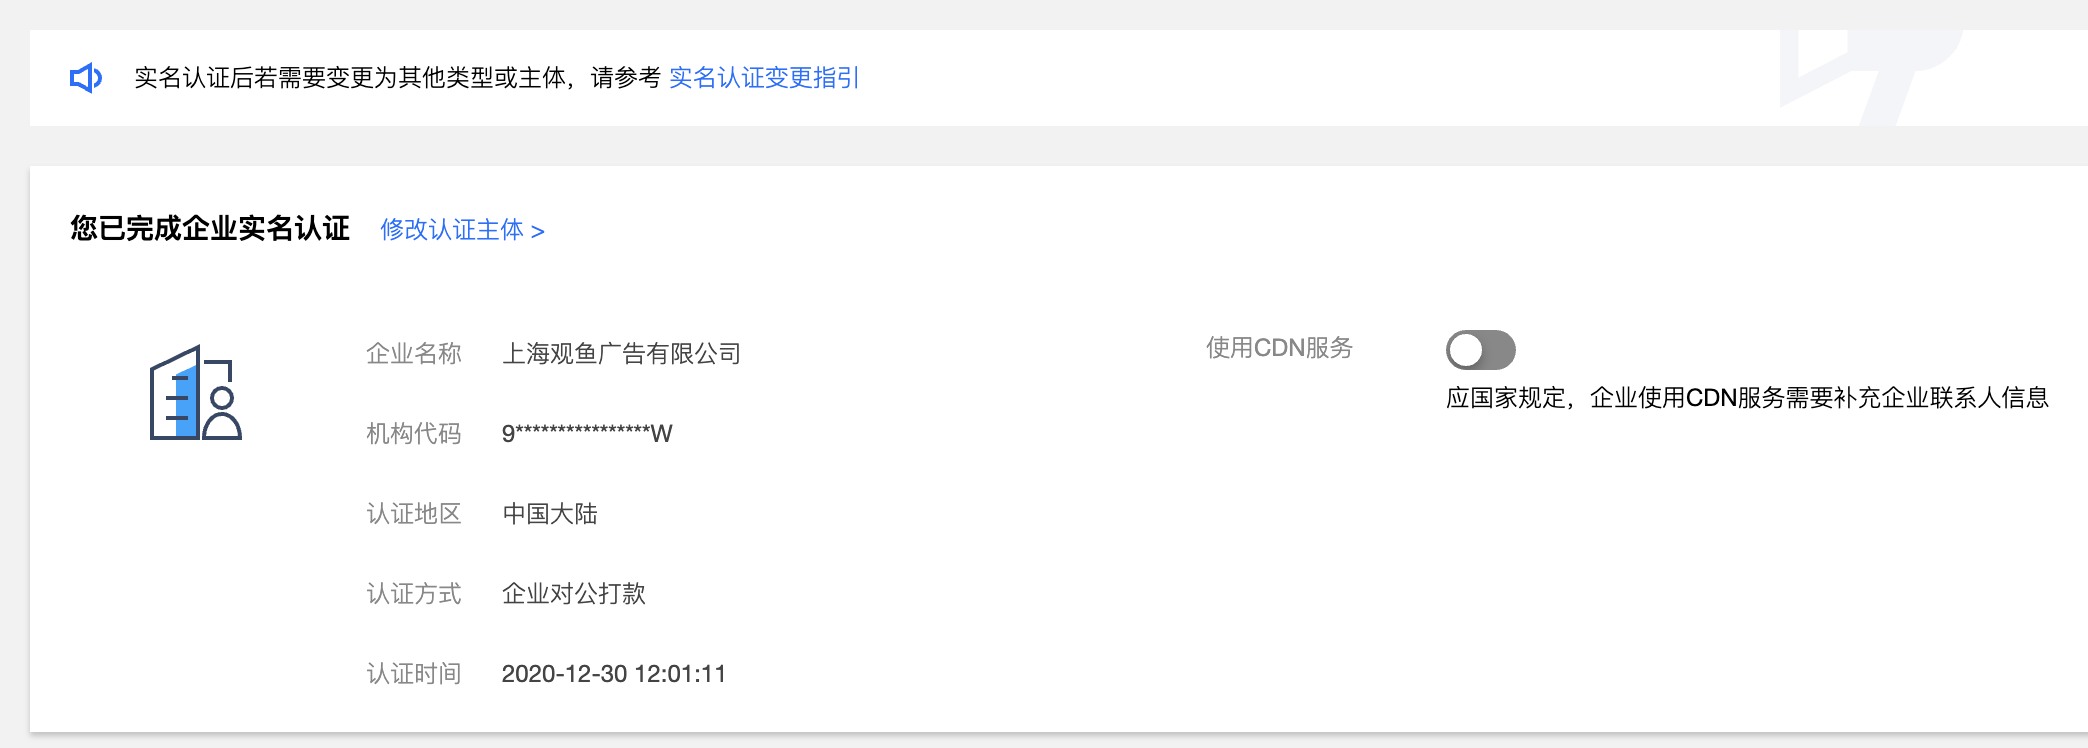 实名认证后若需要变更为其他类型或主体，请参考 实名认证变更指引
您已完成企业实名认证 修改认证主体 >
企业名称 上海观鱼广告有限公司
使用CDN服务
应国家规定，企业使用CDN服务需要补充企业联系人信息
机构代码 9****************W
认证地区 中国大陆
认证方式 企业对公打款
认证时间 2020-12-30 12:01:11